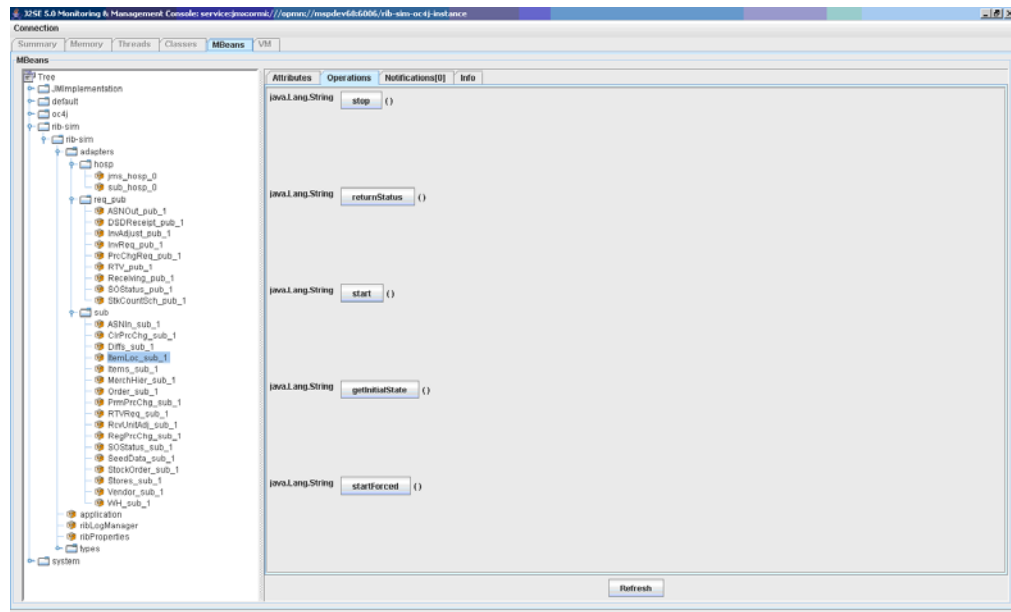 J2SE 5.0 Monitoring & Management Console: service:jmx:rmi:///opmn://mspdev68:6006/rib-sim-oc4j-instance
Connection
Summary Memory Threads Classes MBeans VM
MBeans
Tree
JMImplementation
default
oc4j
rib-sim
rib-sim
adapters
hosp
jms_hosp_0
sub_hosp_0
req_pub
ASNOut_pub_1
DSDReceipt_pub_1
InvAdjust_pub_1
InvReq_pub_1
PrcChgReq_pub_1
RTV_pub_1
Receiving_pub_1
SOStatus_pub_1
StkCountSch_pub_1
sub
ASNIn_sub_1
ClrPrcChg_sub_1
Diffs_sub_1
ItemLoc_sub_1
Items_sub_1
MerchHier_sub_1
Order_sub_1
PrmPrcChg_sub_1
RTVReq_sub_1
RcvUnitAdj_sub_1
RegPrcChg_sub_1
SOStatus_sub_1
SeedData_sub_1
StockOrder_sub_1
Stores_sub_1
Vendor_sub_1
WH_sub_1
application
ribLogManager
ribProperties
types
system
Attributes Operations Notifications[0] Info
java.lang.String stop ( )
java.lang.String returnStatus ( )
java.lang.String start ( )
java.lang.String getInitialState ( )
java.lang.String startForced ( )
Refresh